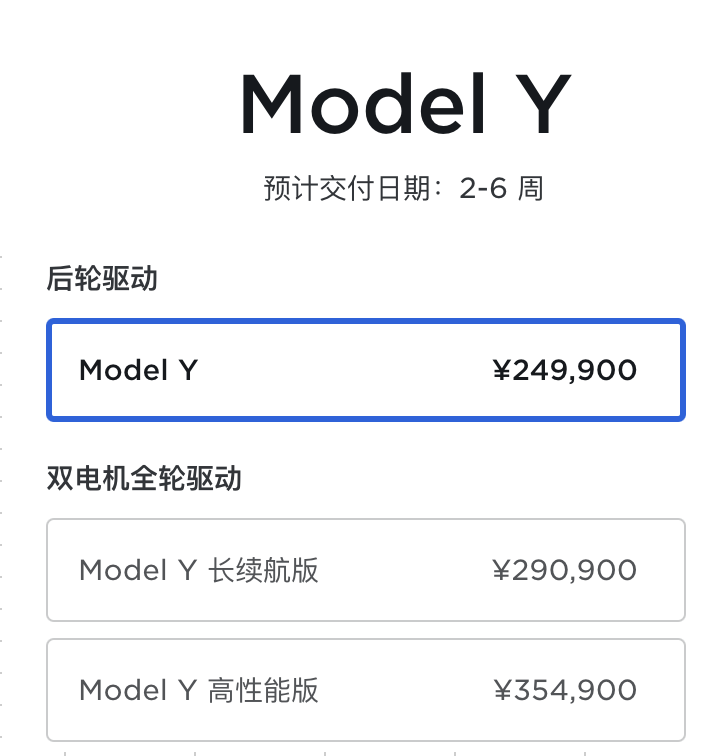 Model Y
预计交付日期：2-6 周
后轮驱动
Model Y ¥249,900
双电机全轮驱动
Model Y 长续航版 ¥290,900
Model Y 高性能版 ¥354,900